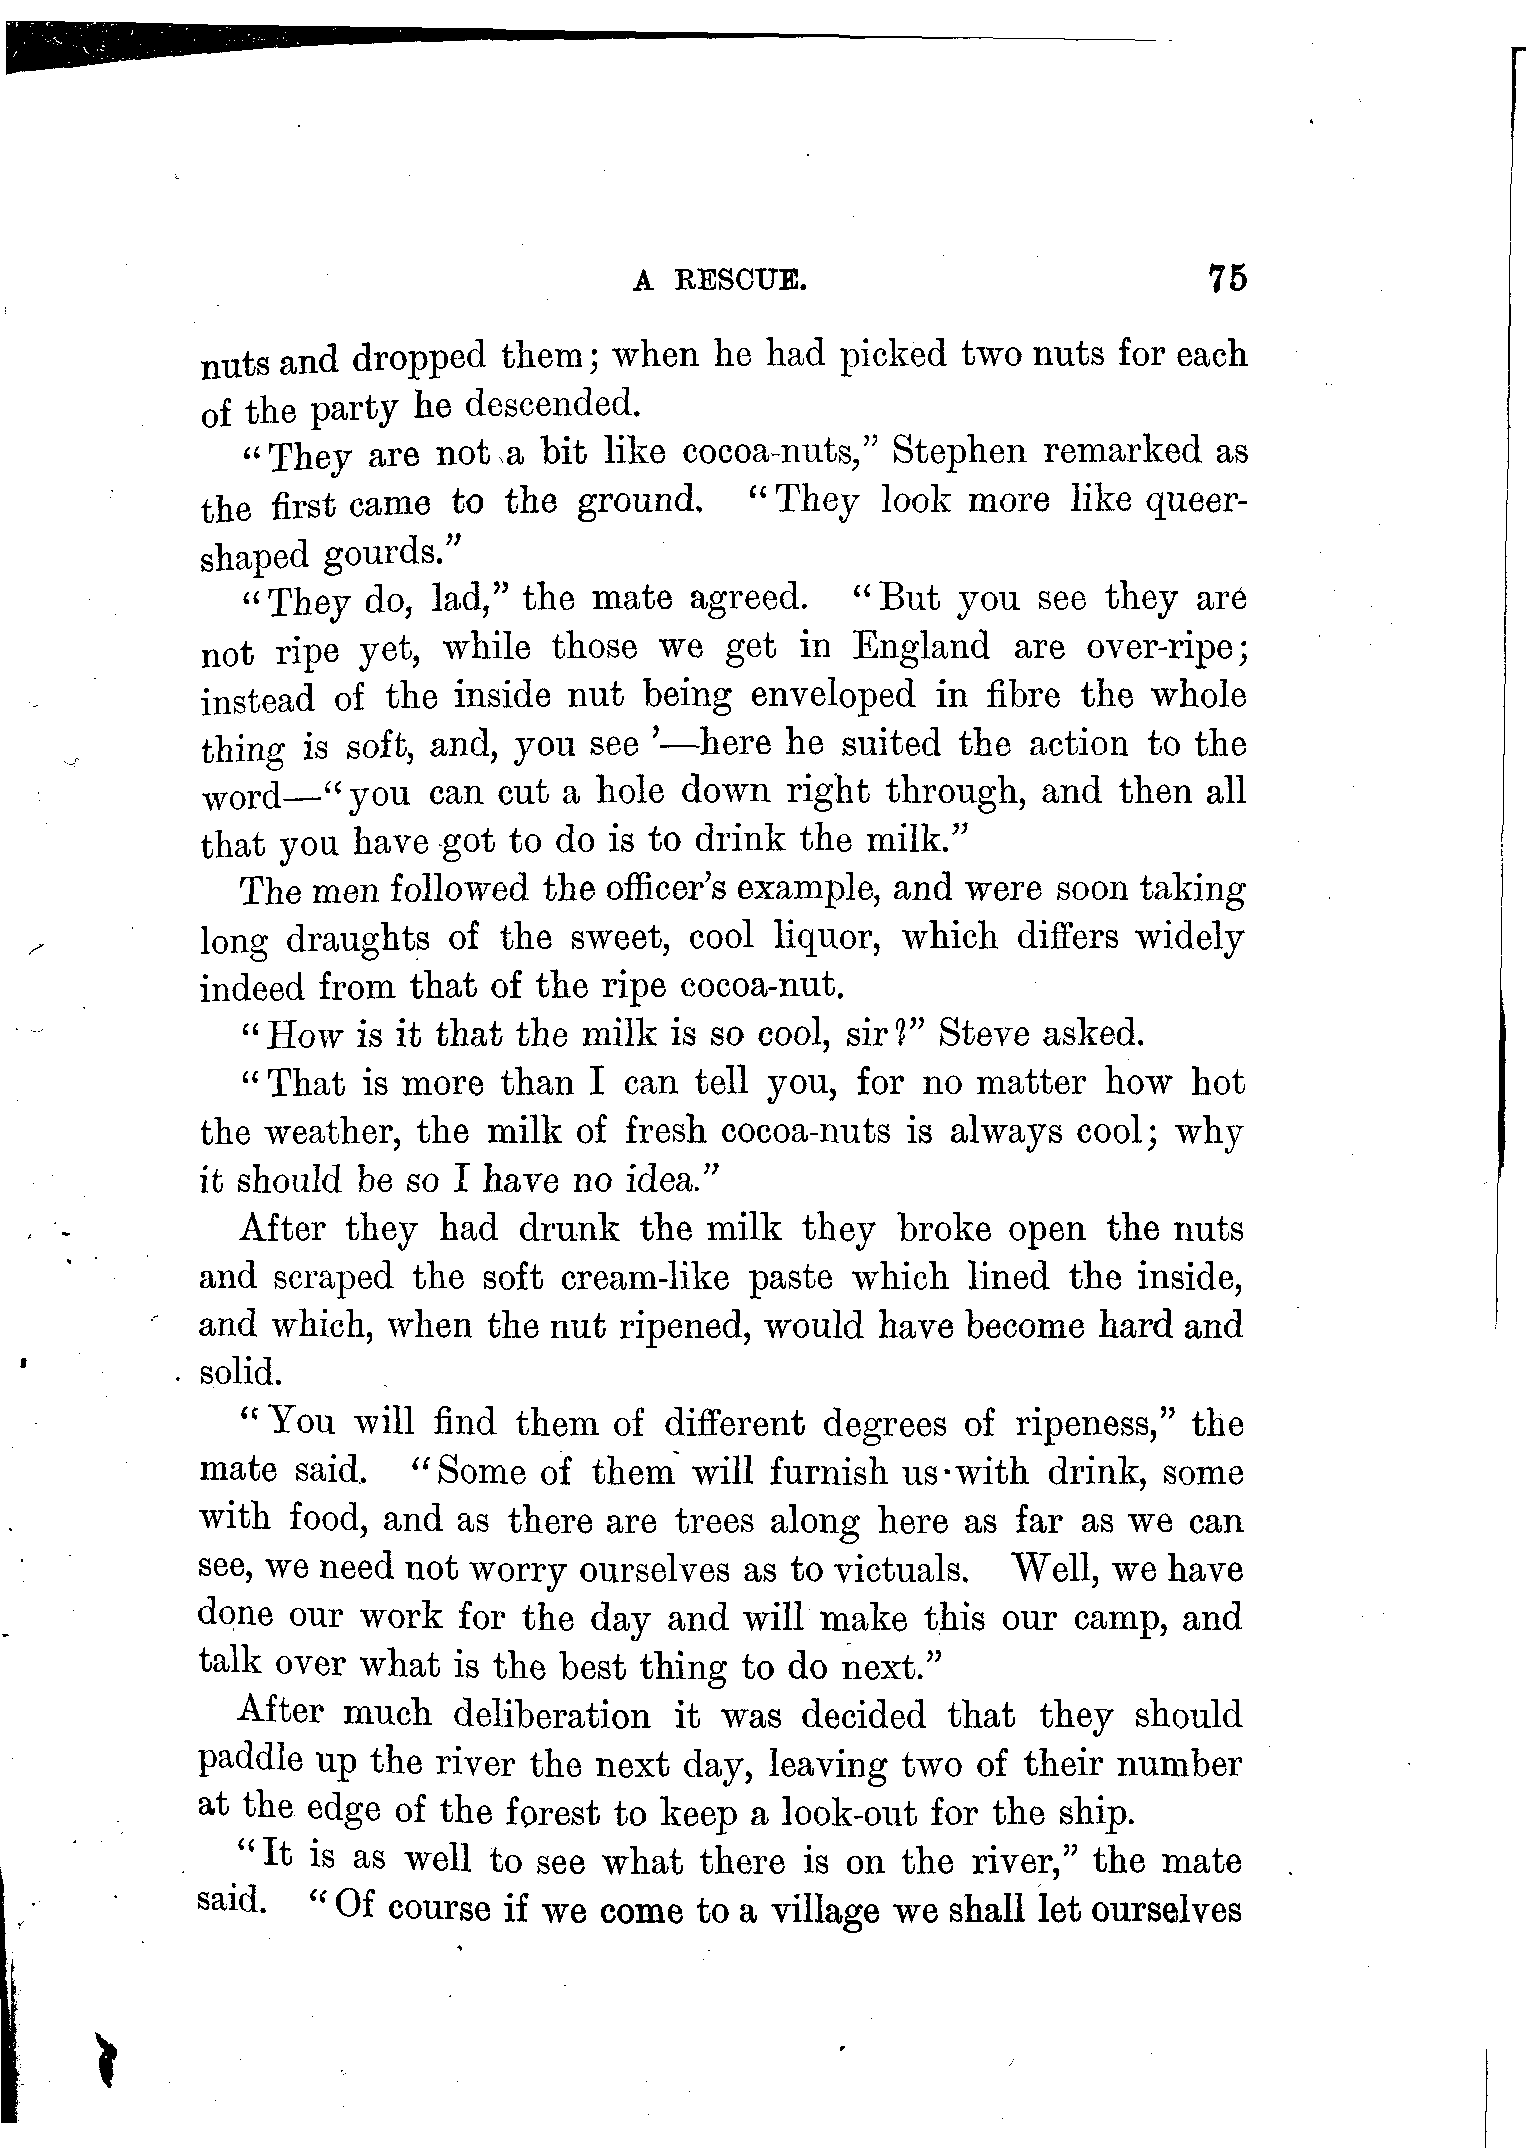 A RESCUE. 75
nuts and dropped them; when he had picked two nuts for each
of the party he descended.
"They are not a bit like cocoa-nuts," Stephen remarked as
the first came to the ground. "They look more like queer-
shaped gourds."
"They do, lad," the mate agreed. "But you see they are
not ripe yet, while those we get in England are over-ripe;
instead of the inside nut being enveloped in fibre the whole
thing is soft, and, you see '—here he suited the action to the
word—"you can cut a hole down right through, and then all
that you have got to do is to drink the milk."
The men followed the officer's example, and were soon taking
long draughts of the sweet, cool liquor, which differs widely
indeed from that of the ripe cocoa-nut.
"How is it that the milk is so cool, sir?" Steve asked.
"That is more than I can tell you, for no matter how hot
the weather, the milk of fresh cocoa-nuts is always cool; why
it should be so I have no idea."
After they had drunk the milk they broke open the nuts
and scraped the soft cream-like paste which lined the inside,
and which, when the nut ripened, would have become hard and
solid.
"You will find them of different degrees of ripeness," the
mate said. "Some of them will furnish us with drink, some
with food, and as there are trees along here as far as we can
see, we need not worry ourselves as to victuals. Well, we have
done our work for the day and will make this our camp, and
talk over what is the best thing to do next."
After much deliberation it was decided that they should
paddle up the river the next day, leaving two of their number
at the edge of the forest to keep a look-out for the ship.
"It is as well to see what there is on the river," the mate
said. "Of course if we come to a village we shall let ourselves